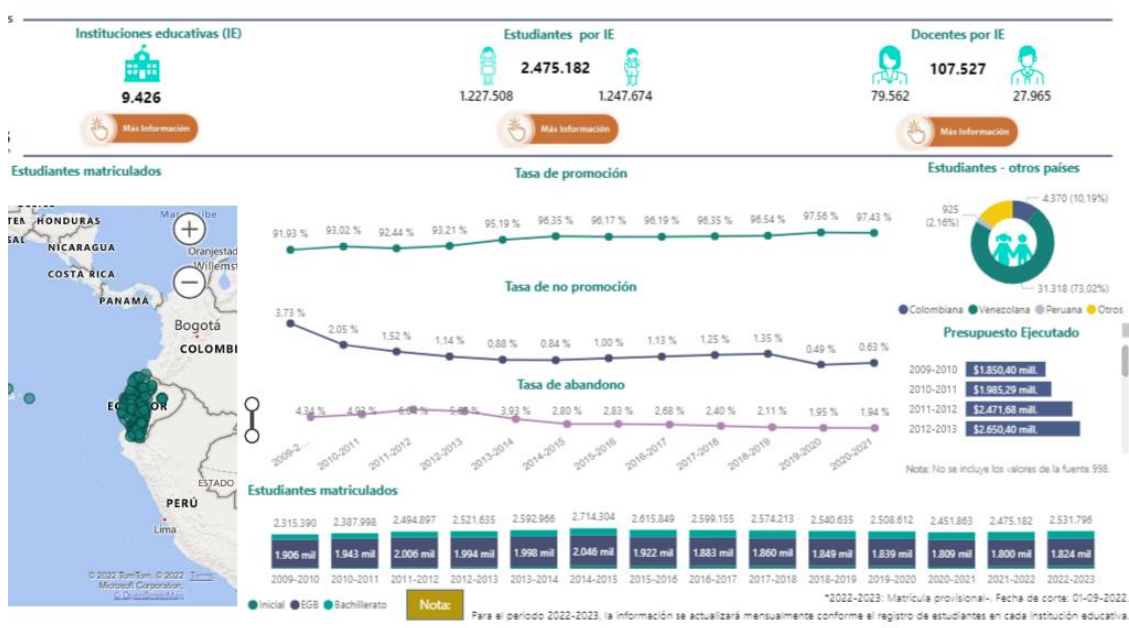 Instituciones educativas (IE)
9.426
Más Información
Estudiantes por IE
2.475.182
1.227.508 1.247.674
Más Información
Docentes por IE
107.527
79.562 27.965
Más Información
Estudiantes matriculados
HONDURAS
NICARAGUA
COSTA RICA
PANAMÁ
Oranjestad
Willemst
Bogotá
COLOMBI
PERÚ
ESTADO
Lima
© 2022 TomTom, © 2022 Terms
Microsoft Corporation,
© OpenStreetMap
Tasa de promoción
91,93 % 93,02 % 92,44 % 93,21 % 95,19 % 96,35 % 96,17 % 96,19 % 96,35 % 96,54 % 97,56 % 97,43 %
Tasa de no promoción
3,73 % 2,05 % 1,52 % 1,14 % 0,88 % 0,84 % 1,00 % 1,13 % 1,25 % 1,35 % 0,49 % 0,63 %
Tasa de abandono
4,34 % 3,93 % 2,80 % 2,83 % 2,68 % 2,40 % 2,11 % 1,95 % 1,94 %
2009-2... 2010-2011 2011-2012 2012-2013 2013-2014 2014-2015 2015-2016 2016-2017 2017-2018 2018-2019 2019-2020 2020-2021
Estudiantes - otros países
4.370 (10,19%)
925
(2,16%)
31.318 (73,02%)
Colombiana Venezolana Peruana Otros
Presupuesto Ejecutado
2009-2010 $1.850,40 mill.
2010-2011 $1.985,29 mill.
2011-2012 $2.471,68 mill.
2012-2013 $2.650,40 mill.
Nota: No se incluye los valores de la fuente 998.
Estudiantes matriculados
2.315.390 2.387.998 2.494.897 2.521.635 2.592.966 2.714.304 2.615.849 2.599.155 2.574.213 2.540.635 2.508.612 2.451.863 2.475.182 2.531.796
1.906 mil 1.943 mil 2.006 mil 1.994 mil 1.998 mil 2.046 mil 1.922 mil 1.883 mil 1.860 mil 1.849 mil 1.839 mil 1.809 mil 1.800 mil 1.824 mil
2009-2010 2010-2011 2011-2012 2012-2013 2013-2014 2014-2015 2015-2016 2016-2017 2017-2018 2018-2019 2019-2020 2020-2021 2021-2022 2022-2023
Inicial EGB Bachillerato
Nota:
*2022-2023: Matrícula provisional-. Fecha de corte: 01-09-2022.
Para el periodo 2022-2023, la información se actualizará mensualmente conforme el registro de estudiantes en cada institución educativa.